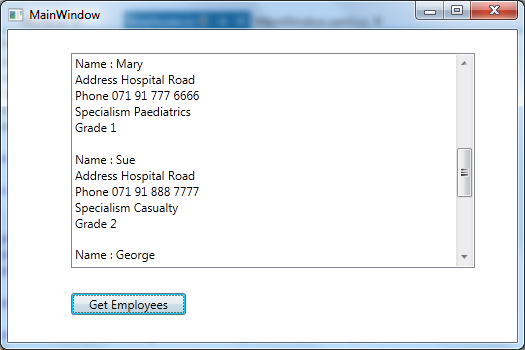 MainWindow
Name : Mary
Address Hospital Road
Phone 071 91 777 6666
Specialism Paediatrics
Grade 1
Name : Sue
Address Hospital Road
Phone 071 91 888 7777
Specialism Casualty
Grade 2
Name : George
Get Employees